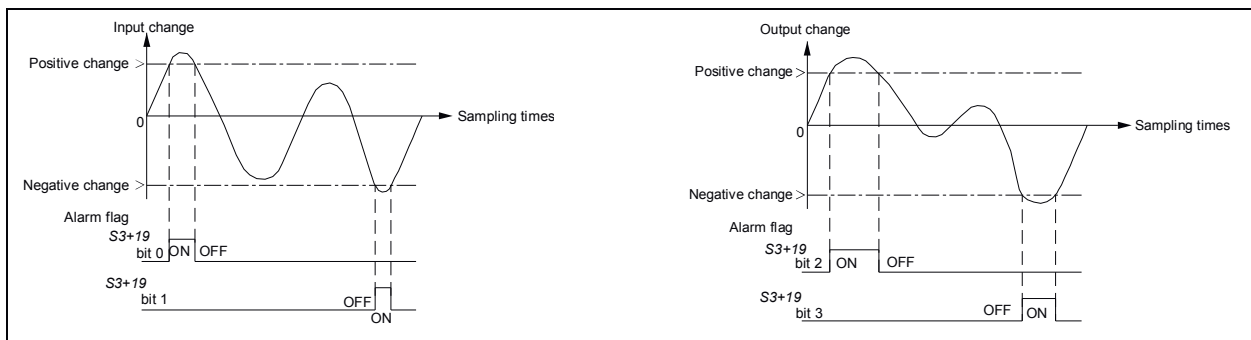 Input change
Positive change
0
Sampling times
Negative change
Alarm flag
S3+19
bit 0
ON
OFF
S3+19
bit 1
OFF
ON
Output change
Positive change
0
Sampling times
Negative change
Alarm flag
S3+19
bit 2
ON
OFF
S3+19
bit 3
OFF
ON